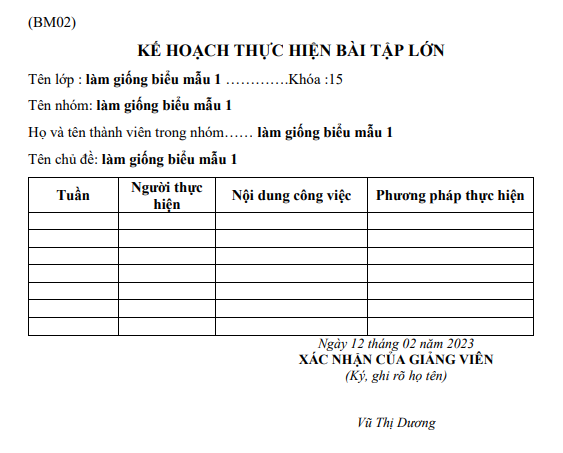 (BM02)
KẾ HOẠCH THỰC HIỆN BÀI TẬP LỚN
Tên lớp : làm giống biểu mẫu 1 ………….Khóa :15
Tên nhóm: làm giống biểu mẫu 1
Họ và tên thành viên trong nhóm…… làm giống biểu mẫu 1
Tên chủ đề: làm giống biểu mẫu 1
Tuần Người thực hiện Nội dung công việc Phương pháp thực hiện
Ngày 12 tháng 02 năm 2023
XÁC NHẬN CỦA GIẢNG VIÊN
(Ký, ghi rõ họ tên)
Vũ Thị Dương